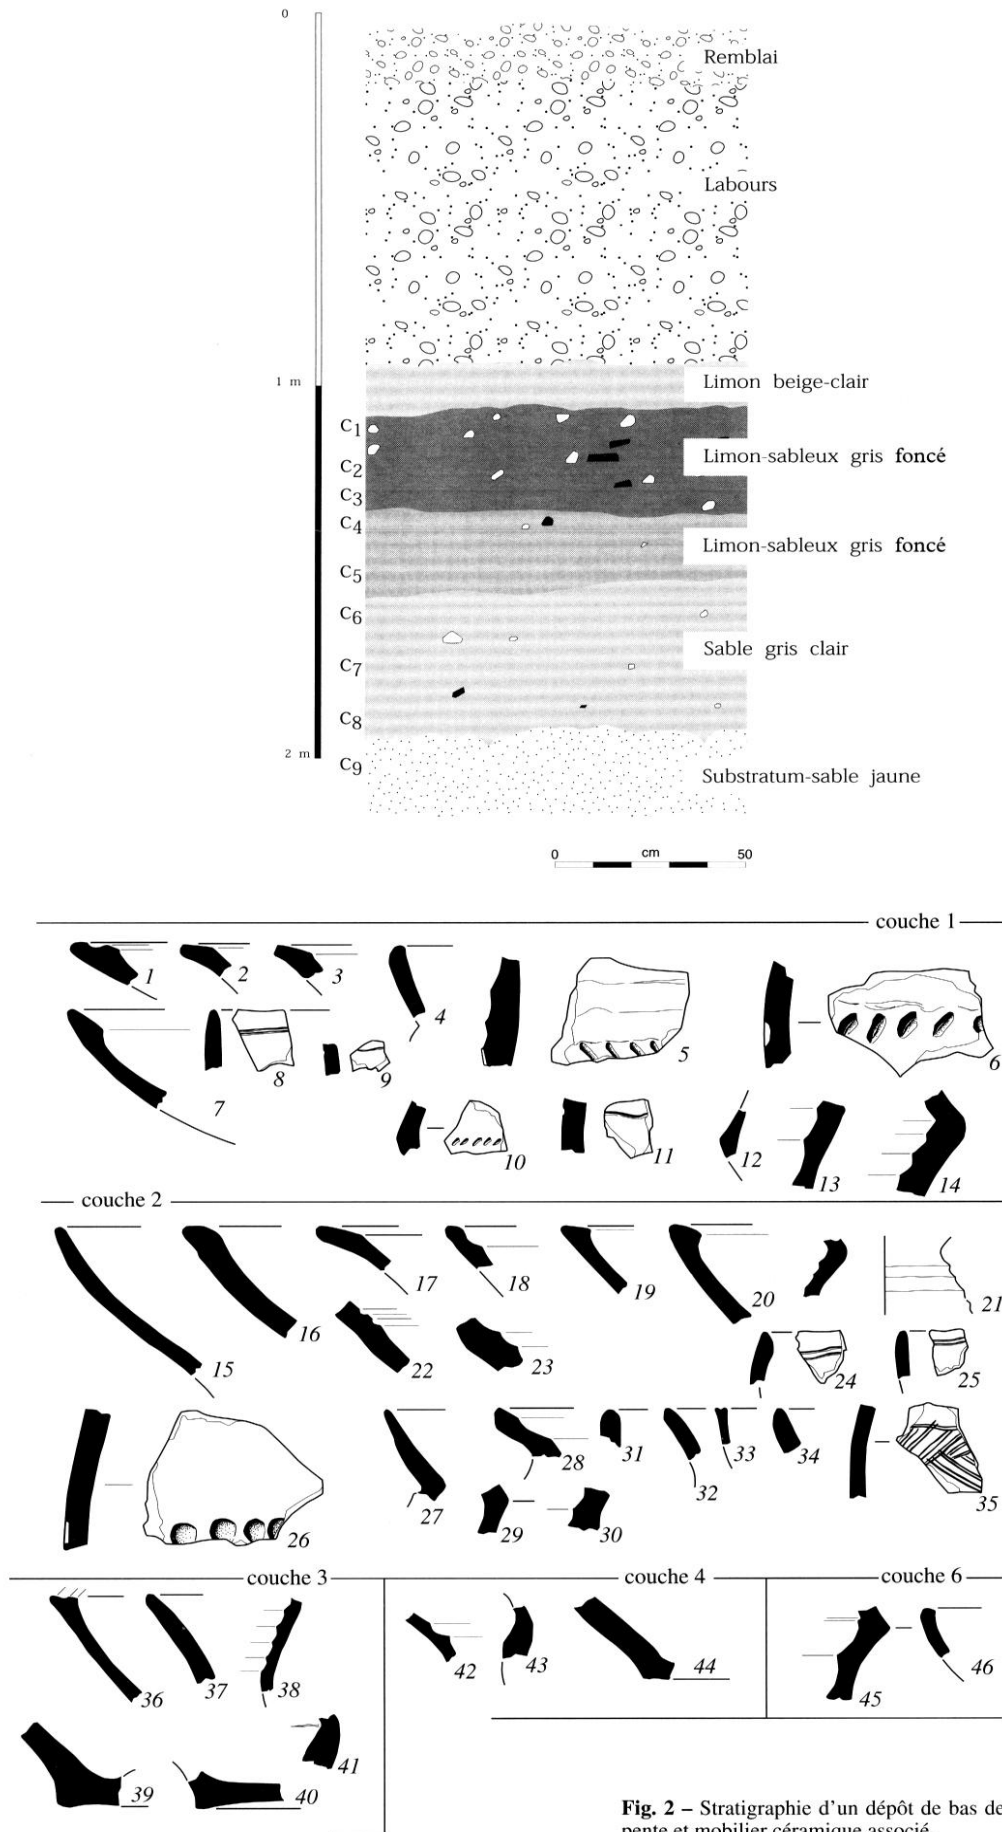 0
Remblai
Labours
1 m
Limon beige-clair
C1
Limon-sableux gris foncé
C2
C3
C4
Limon-sableux gris foncé
C5
C6
Sable gris clair
C7
C8
2 m
C9
Substratum-sable jaune
0 cm 50
couche 1
1 2 3 4 5 6
7 8 9
10 11 12 13 14
couche 2
15 16 17 18 19 20 21
22 23 24 25
26 27 28 29 30 31 32 33 34 35
couche 3
couche 4
couche 6
36 37 38
42 43 44
45 46
39 40 41
Fig. 2 – Stratigraphie d'un dépôt de bas de
pente et mobilier céramique associé